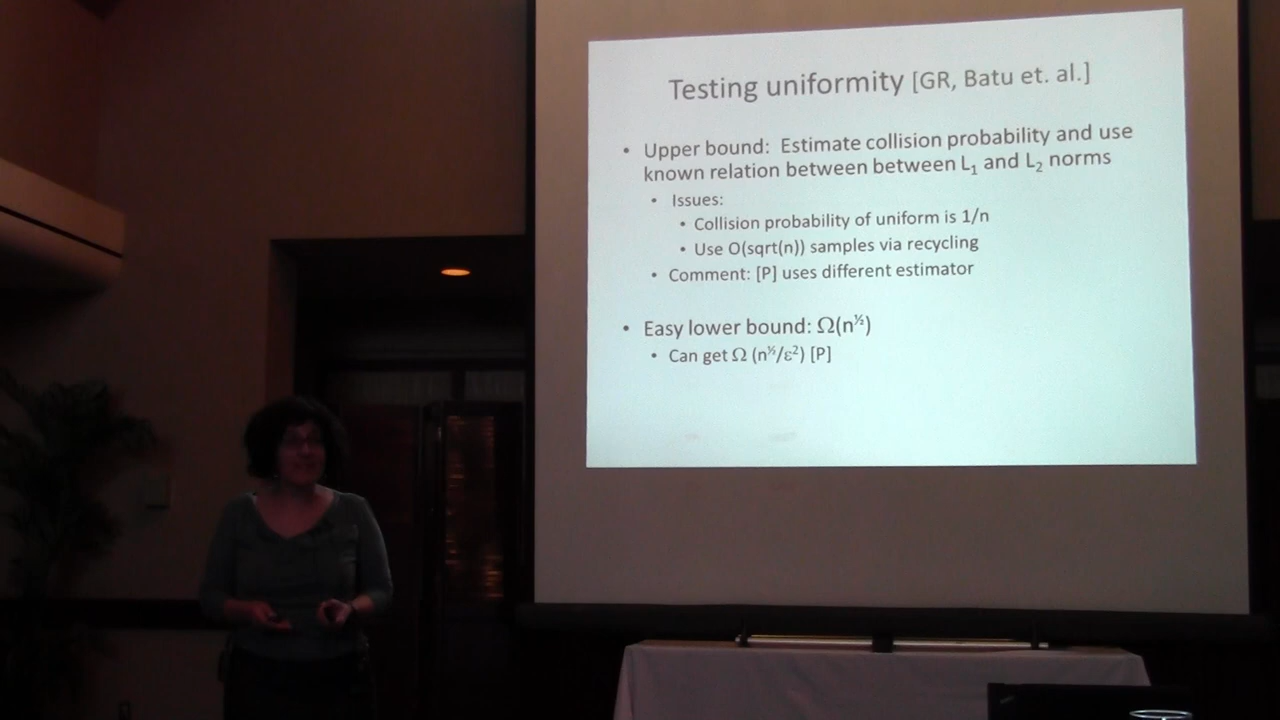 Testing uniformity [GR, Batu et. al.]
• Upper bound: Estimate collision probability and use
known relation between between L₁ and L₂ norms
• Issues:
• Collision probability of uniform is 1/n
• Use O(sqrt(n)) samples via recycling
• Comment: [P] uses different estimator
• Easy lower bound: Ω(n^½)
• Can get Ω (n^½/ε²) [P]